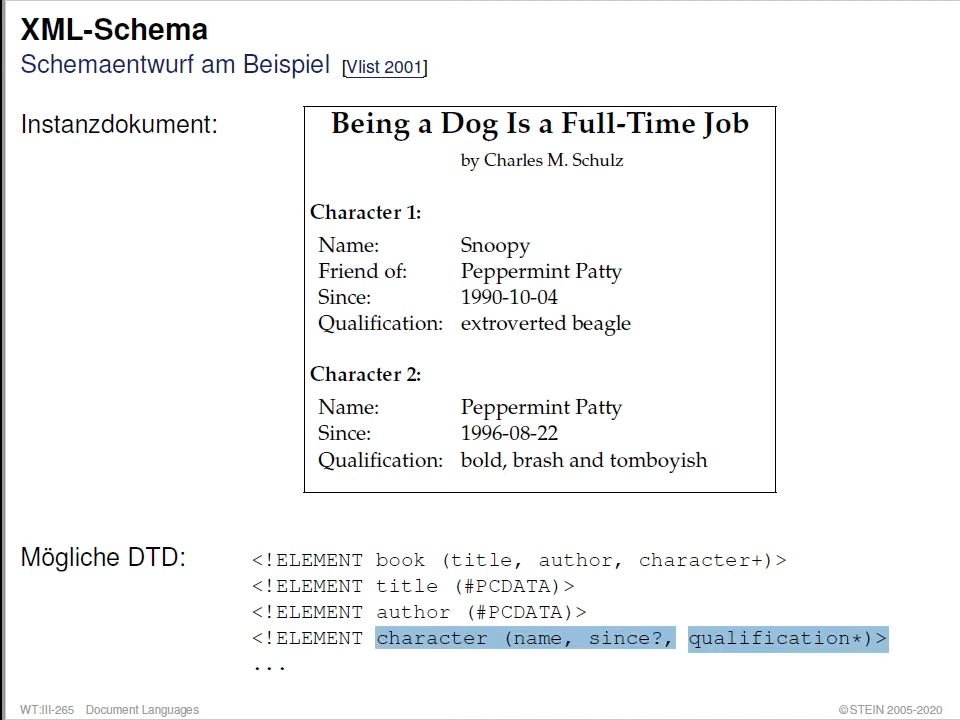 XML-Schema
Schemaentwurf am Beispiel [Vlist 2001]
Instanzdokument:
Being a Dog Is a Full-Time Job
by Charles M. Schulz
Character 1:
Name: Snoopy
Friend of: Peppermint Patty
Since: 1990-10-04
Qualification: extroverted beagle
Character 2:
Name: Peppermint Patty
Since: 1996-08-22
Qualification: bold, brash and tomboyish
Mögliche DTD:
<!ELEMENT book (title, author, character+)>
<!ELEMENT title (#PCDATA)>
<!ELEMENT author (#PCDATA)>
<!ELEMENT character (name, since?, qualification*)>
...
WT:III-265 Document Languages ©STEIN 2005-2020